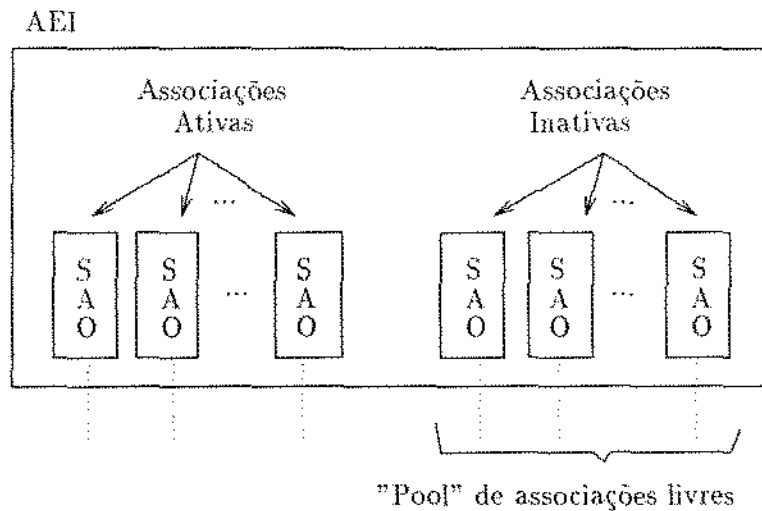 AEI
Associações
Ativas
Associações
Inativas
...
...
S
A
O
S
A
O
...
S
A
O
S
A
O
S
A
O
...
S
A
O
"Pool" de associações livres